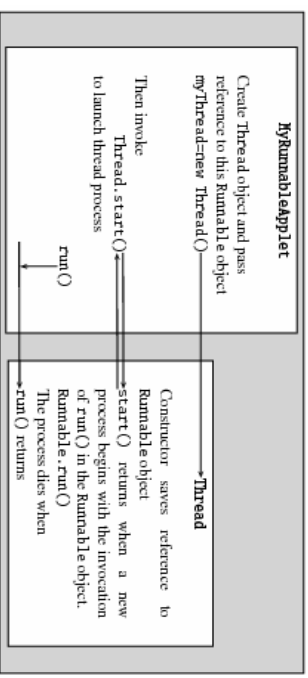 MyRunnableApplet
Create Thread object and pass
reference to this Runnable object
myThread=new Thread()
Then invoke
Thread.start()
to launch thread process
run()
Thread
Constructor saves reference to
Runnable object
start() returns when a new
process begins with the invocation
of run() in the Runnable object.
Runnable.run()
The process dies when
run() returns